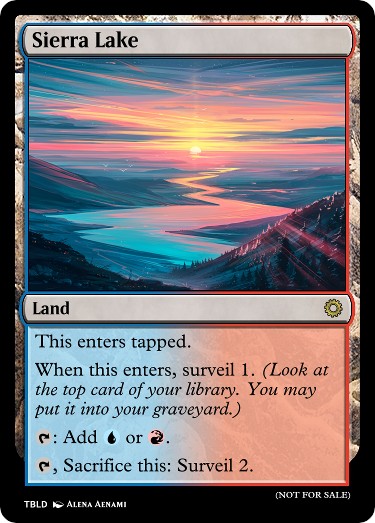 Sierra Lake
Land
This enters tapped.
When this enters, surveil 1. (Look at
the top card of your library. You may
put it into your graveyard.)
: Add or .
, Sacrifice this: Surveil 2.
TBLD Alena Aenami
(NOT FOR SALE)